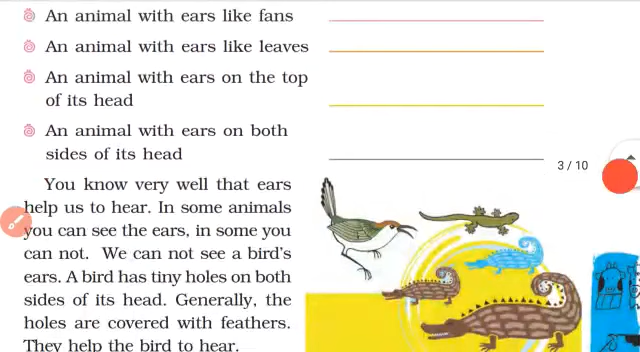 An animal with ears like fans
An animal with ears like leaves
An animal with ears on the top
of its head
An animal with ears on both
sides of its head
3 / 10
You know very well that ears
help us to hear. In some animals
you can see the ears, in some you
can not. We can not see a bird's
ears. A bird has tiny holes on both
sides of its head. Generally, the
holes are covered with feathers.
They help the bird to hear.